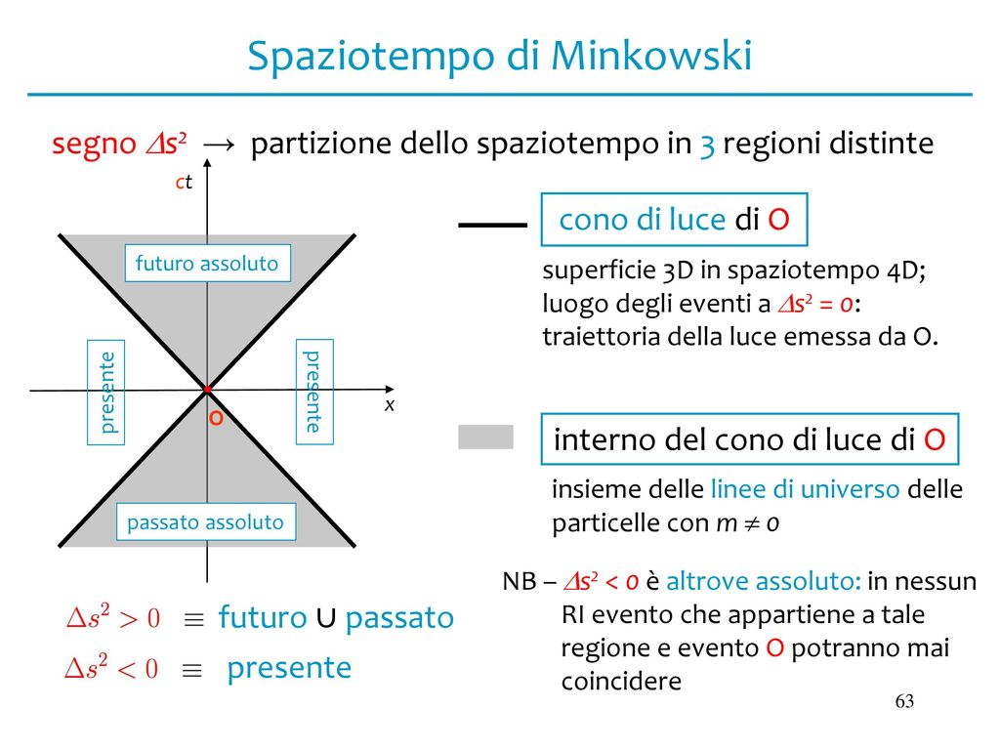 Spaziotempo di Minkowski
segno Δs² → partizione dello spaziotempo in 3 regioni distinte
ct
futuro assoluto
presente
presente
x
O
passato assoluto
Δs² > 0 ≡ futuro ∪ passato
Δs² < 0 ≡ presente
cono di luce di O
superficie 3D in spaziotempo 4D;
luogo degli eventi a Δs² = 0:
traiettoria della luce emessa da O.
interno del cono di luce di O
insieme delle linee di universo delle
particelle con m ≠ 0
NB – Δs² < 0 è altrove assoluto: in nessun
RI evento che appartiene a tale
regione e evento O potranno mai
coincidere
63